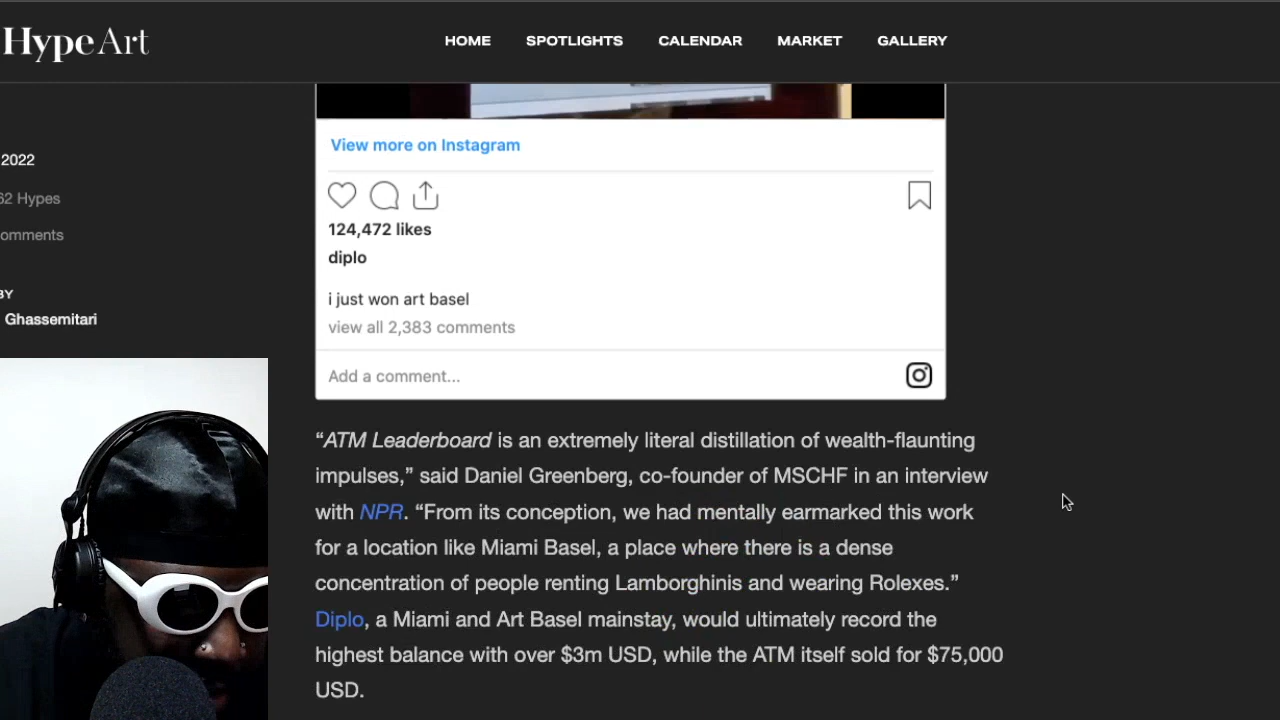 HypeArt
HOME SPOTLIGHTS CALENDAR MARKET GALLERY
2022
62 Hypes
omments
BY
Ghassemitari
View more on Instagram
124,472 likes
diplo
i just won art basel
view all 2,383 comments
Add a comment...
“ATM Leaderboard is an extremely literal distillation of wealth-flaunting
impulses,” said Daniel Greenberg, co-founder of MSCHF in an interview
with NPR. “From its conception, we had mentally earmarked this work
for a location like Miami Basel, a place where there is a dense
concentration of people renting Lamborghinis and wearing Rolexes.”
Diplo, a Miami and Art Basel mainstay, would ultimately record the
highest balance with over $3m USD, while the ATM itself sold for $75,000
USD.